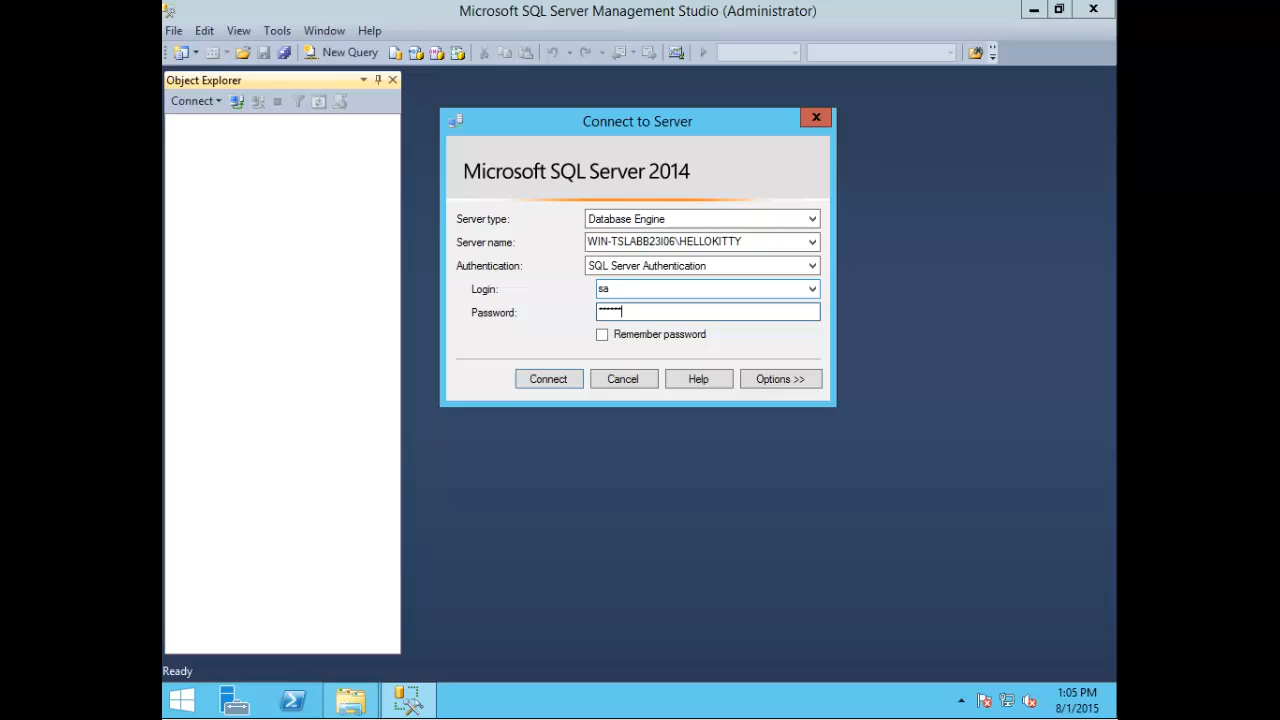 Microsoft SQL Server Management Studio (Administrator)
File Edit View Tools Window Help
New Query
Object Explorer
Connect
Connect to Server
Microsoft SQL Server 2014
Server type: Database Engine
Server name: WIN-TSLABB23I06\HELLOKITTY
Authentication: SQL Server Authentication
Login: sa
Password: ******
Remember password
Connect Cancel Help Options >>
Ready
1:05 PM
8/1/2015